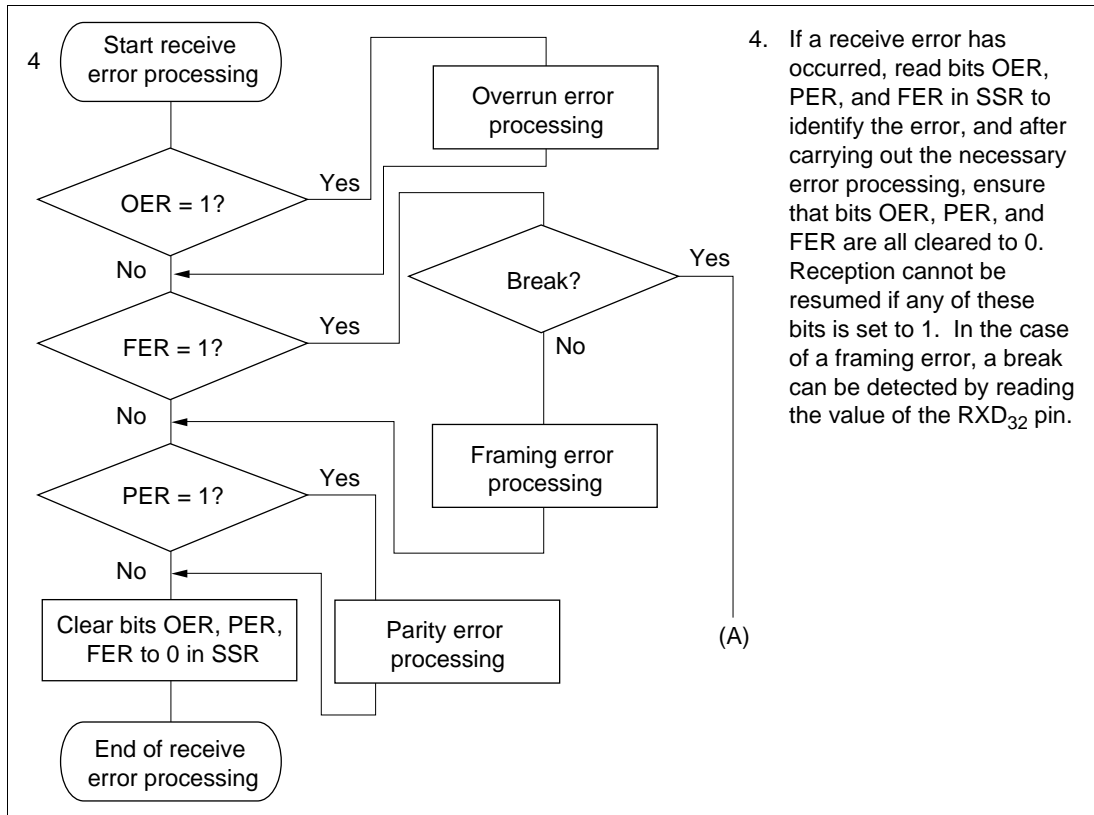 4
Start receive
error processing
Overrun error
processing
OER = 1?
Yes
No
Break?
Yes
No
FER = 1?
Yes
No
Framing error
processing
PER = 1?
Yes
No
Clear bits OER, PER,
FER to 0 in SSR
Parity error
processing
(A)
End of receive
error processing
4. If a receive error has
occurred, read bits OER,
PER, and FER in SSR to
identify the error, and after
carrying out the necessary
error processing, ensure
that bits OER, PER, and
FER are all cleared to 0.
Reception cannot be
resumed if any of these
bits is set to 1. In the case
of a framing error, a break
can be detected by reading
the value of the RXD32 pin.